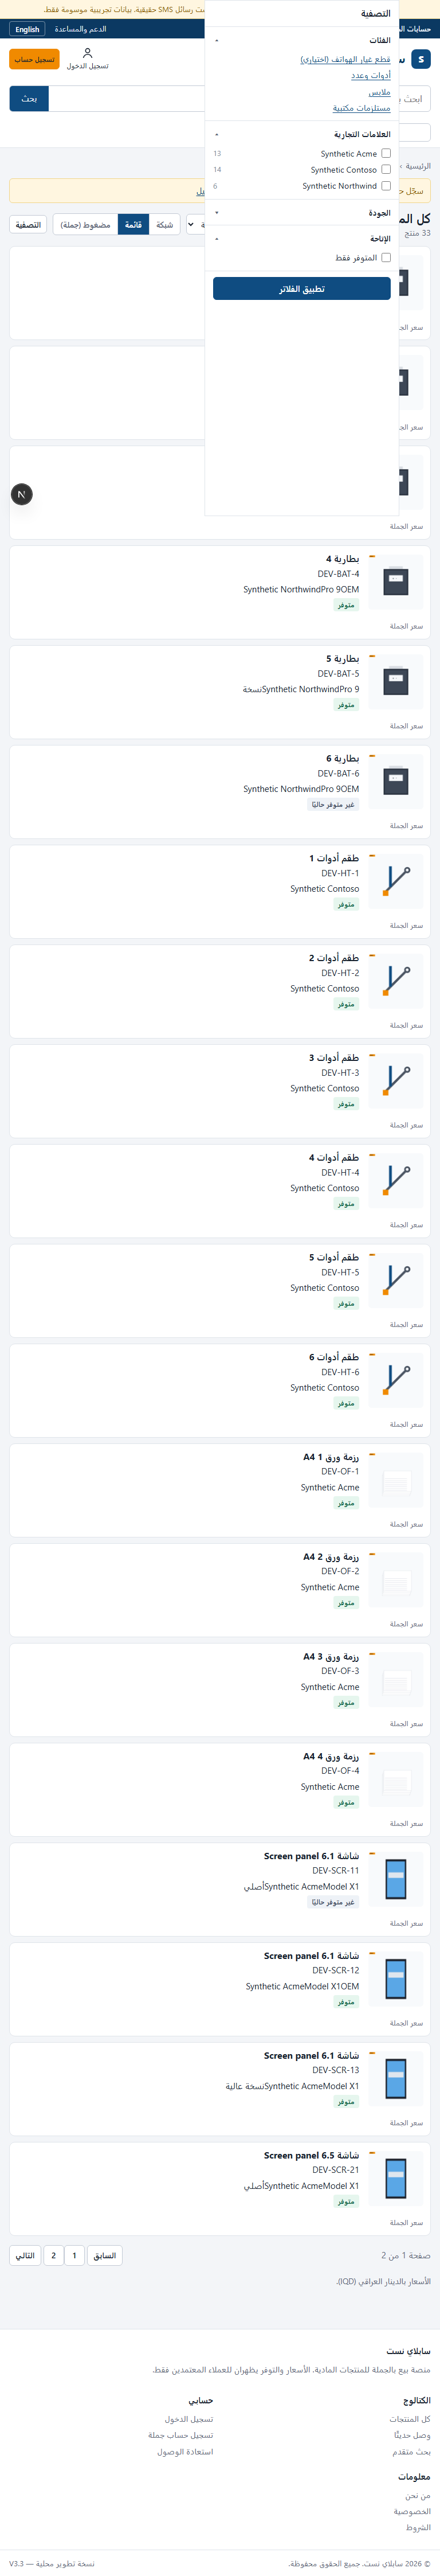 ست رسائل SMS حقيقية. بيانات تجريبية موسومة فقط.
حسابات
الدعم والمساعدة
English
S
تسجيل الدخول
تسجيل حساب
ابحث
بحث
الرئيسية ›
سجّل
كل
33 منتج
شبكة
قائمة
مضغوط (جملة)
التصفية
التصفية
الفئات
قطع غيار الهواتف (اختياري)
أدوات وعدد
ملابس
مستلزمات مكتبية
العلامات التجارية
Synthetic Acme 13
Synthetic Contoso 14
Synthetic Northwind 6
الجودة
الإتاحة
المتوفر فقط
تطبيق الفلاتر
سعر
سعر
سعر الجملة
N
بطارية 4
DEV-BAT-4
Synthetic NorthwindPro 9OEM
متوفر
سعر الجملة
بطارية 5
DEV-BAT-5
Synthetic NorthwindPro 9نسخة
متوفر
سعر الجملة
بطارية 6
DEV-BAT-6
Synthetic NorthwindPro 9OEM
غير متوفر حاليًا
سعر الجملة
طقم أدوات 1
DEV-HT-1
Synthetic Contoso
متوفر
سعر الجملة
طقم أدوات 2
DEV-HT-2
Synthetic Contoso
متوفر
سعر الجملة
طقم أدوات 3
DEV-HT-3
Synthetic Contoso
متوفر
سعر الجملة
طقم أدوات 4
DEV-HT-4
Synthetic Contoso
متوفر
سعر الجملة
طقم أدوات 5
DEV-HT-5
Synthetic Contoso
متوفر
سعر الجملة
طقم أدوات 6
DEV-HT-6
Synthetic Contoso
متوفر
سعر الجملة
رزمة ورق A4 1
DEV-OF-1
Synthetic Acme
متوفر
سعر الجملة
رزمة ورق A4 2
DEV-OF-2
Synthetic Acme
متوفر
سعر الجملة
رزمة ورق A4 3
DEV-OF-3
Synthetic Acme
متوفر
سعر الجملة
رزمة ورق A4 4
DEV-OF-4
Synthetic Acme
متوفر
سعر الجملة
شاشة Screen panel 6.1
DEV-SCR-11
Synthetic AcmeModel X1أصلي
غير متوفر حاليًا
سعر الجملة
شاشة Screen panel 6.1
DEV-SCR-12
Synthetic AcmeModel X1OEM
متوفر
سعر الجملة
شاشة Screen panel 6.1
DEV-SCR-13
Synthetic AcmeModel X1نسخة عالية
متوفر
سعر الجملة
شاشة Screen panel 6.5
DEV-SCR-21
Synthetic AcmeModel X1أصلي
متوفر
سعر الجملة
صفحة 1 من 2
السابق 1 2 التالي
الأسعار بالدينار العراقي (IQD).
سابلاي نست
منصة بيع بالجملة للمنتجات المادية. الأسعار والتوفر يظهران للعملاء المعتمدين فقط.
الكتالوج
كل المنتجات
وصل حديثًا
بحث متقدم
حسابي
تسجيل الدخول
تسجيل حساب جملة
استعادة الوصول
معلومات
من نحن
الخصوصية
الشروط
© 2026 سابلاي نست. جميع الحقوق محفوظة.
نسخة تطوير محلية — V3.3